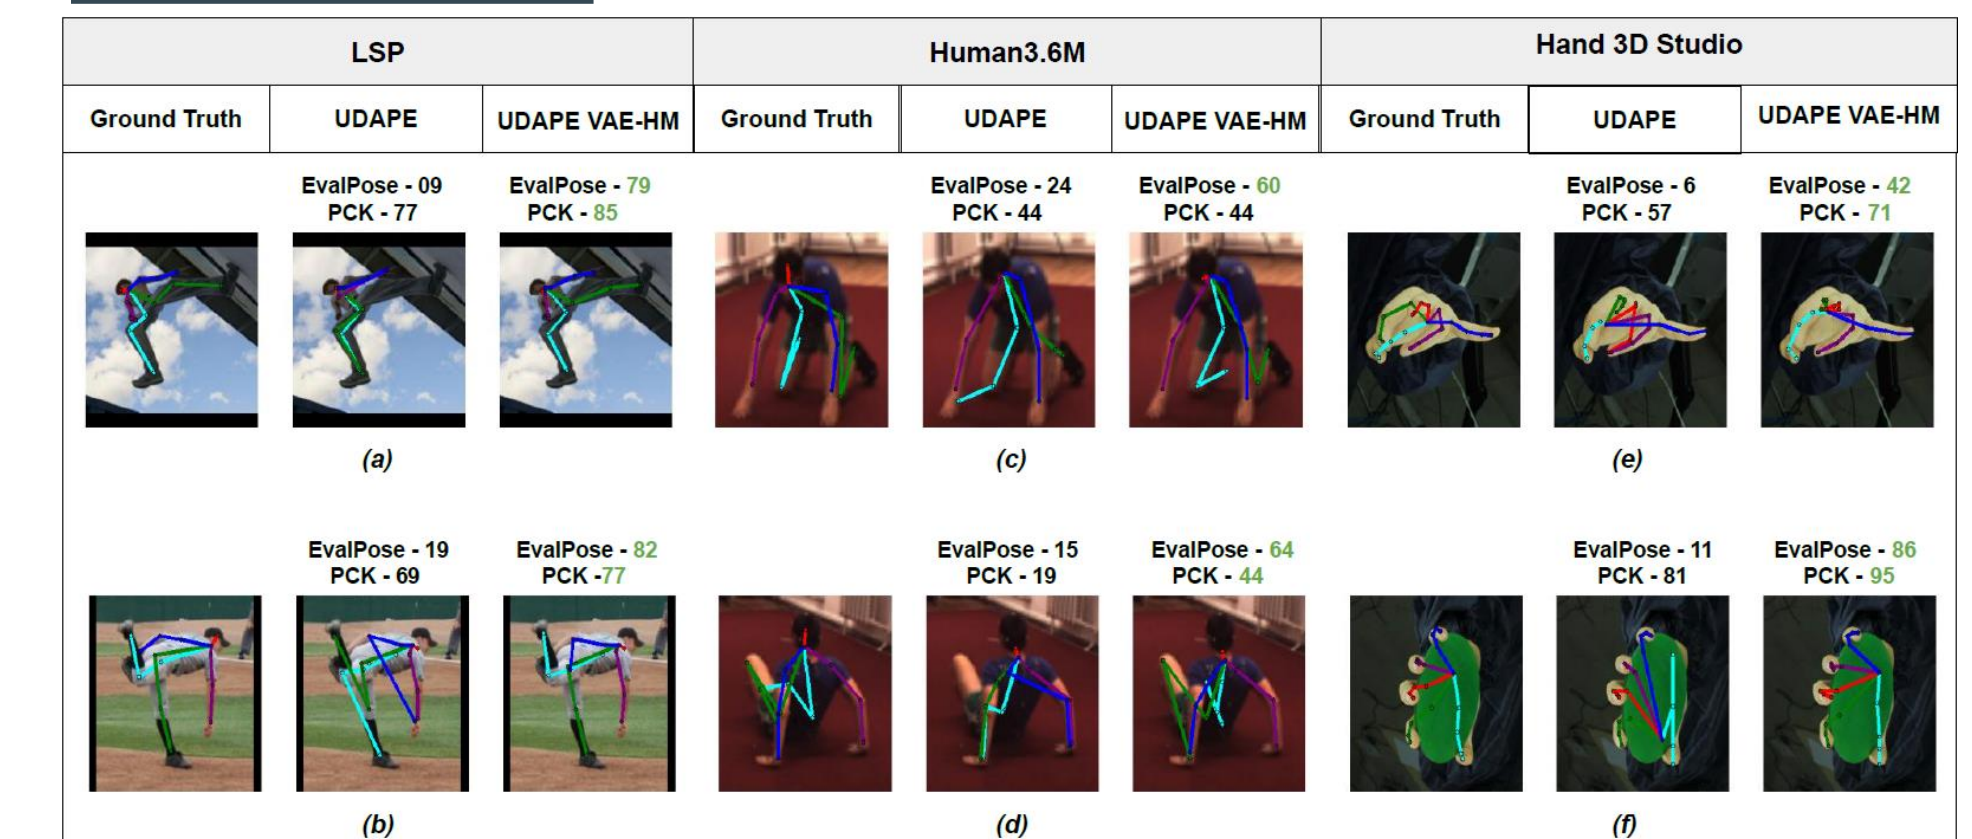 LSP Human3.6M Hand 3D Studio
Ground Truth UDAPE UDAPE VAE-HM Ground Truth UDAPE UDAPE VAE-HM Ground Truth UDAPE UDAPE VAE-HM
EvalPose - 09 EvalPose - 79 EvalPose - 24 EvalPose - 60 EvalPose - 6 EvalPose - 42
PCK - 77 PCK - 85 PCK - 44 PCK - 44 PCK - 57 PCK - 71
(a) (c) (e)
EvalPose - 19 EvalPose - 82 EvalPose - 15 EvalPose - 64 EvalPose - 11 EvalPose - 86
PCK - 69 PCK -77 PCK - 19 PCK - 44 PCK - 81 PCK - 95
(b) (d) (f)